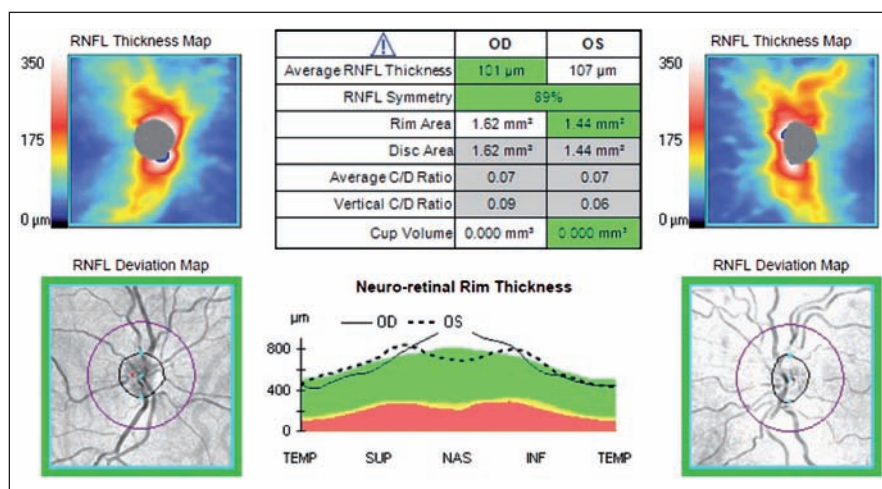 RNFL Thickness Map
350
175
0 µm
OD OS
Average RNFL Thickness 101 µm 107 µm
RNFL Symmetry 89%
Rim Area 1.62 mm² 1.44 mm²
Disc Area 1.62 mm² 1.44 mm²
Average C/D Ratio 0.07 0.07
Vertical C/D Ratio 0.09 0.06
Cup Volume 0.000 mm³ 0.000 mm³
RNFL Thickness Map
350
175
0 µm
RNFL Deviation Map
Neuro-retinal Rim Thickness
µm OD OS
800
400
0
TEMP SUP NAS INF TEMP
RNFL Deviation Map